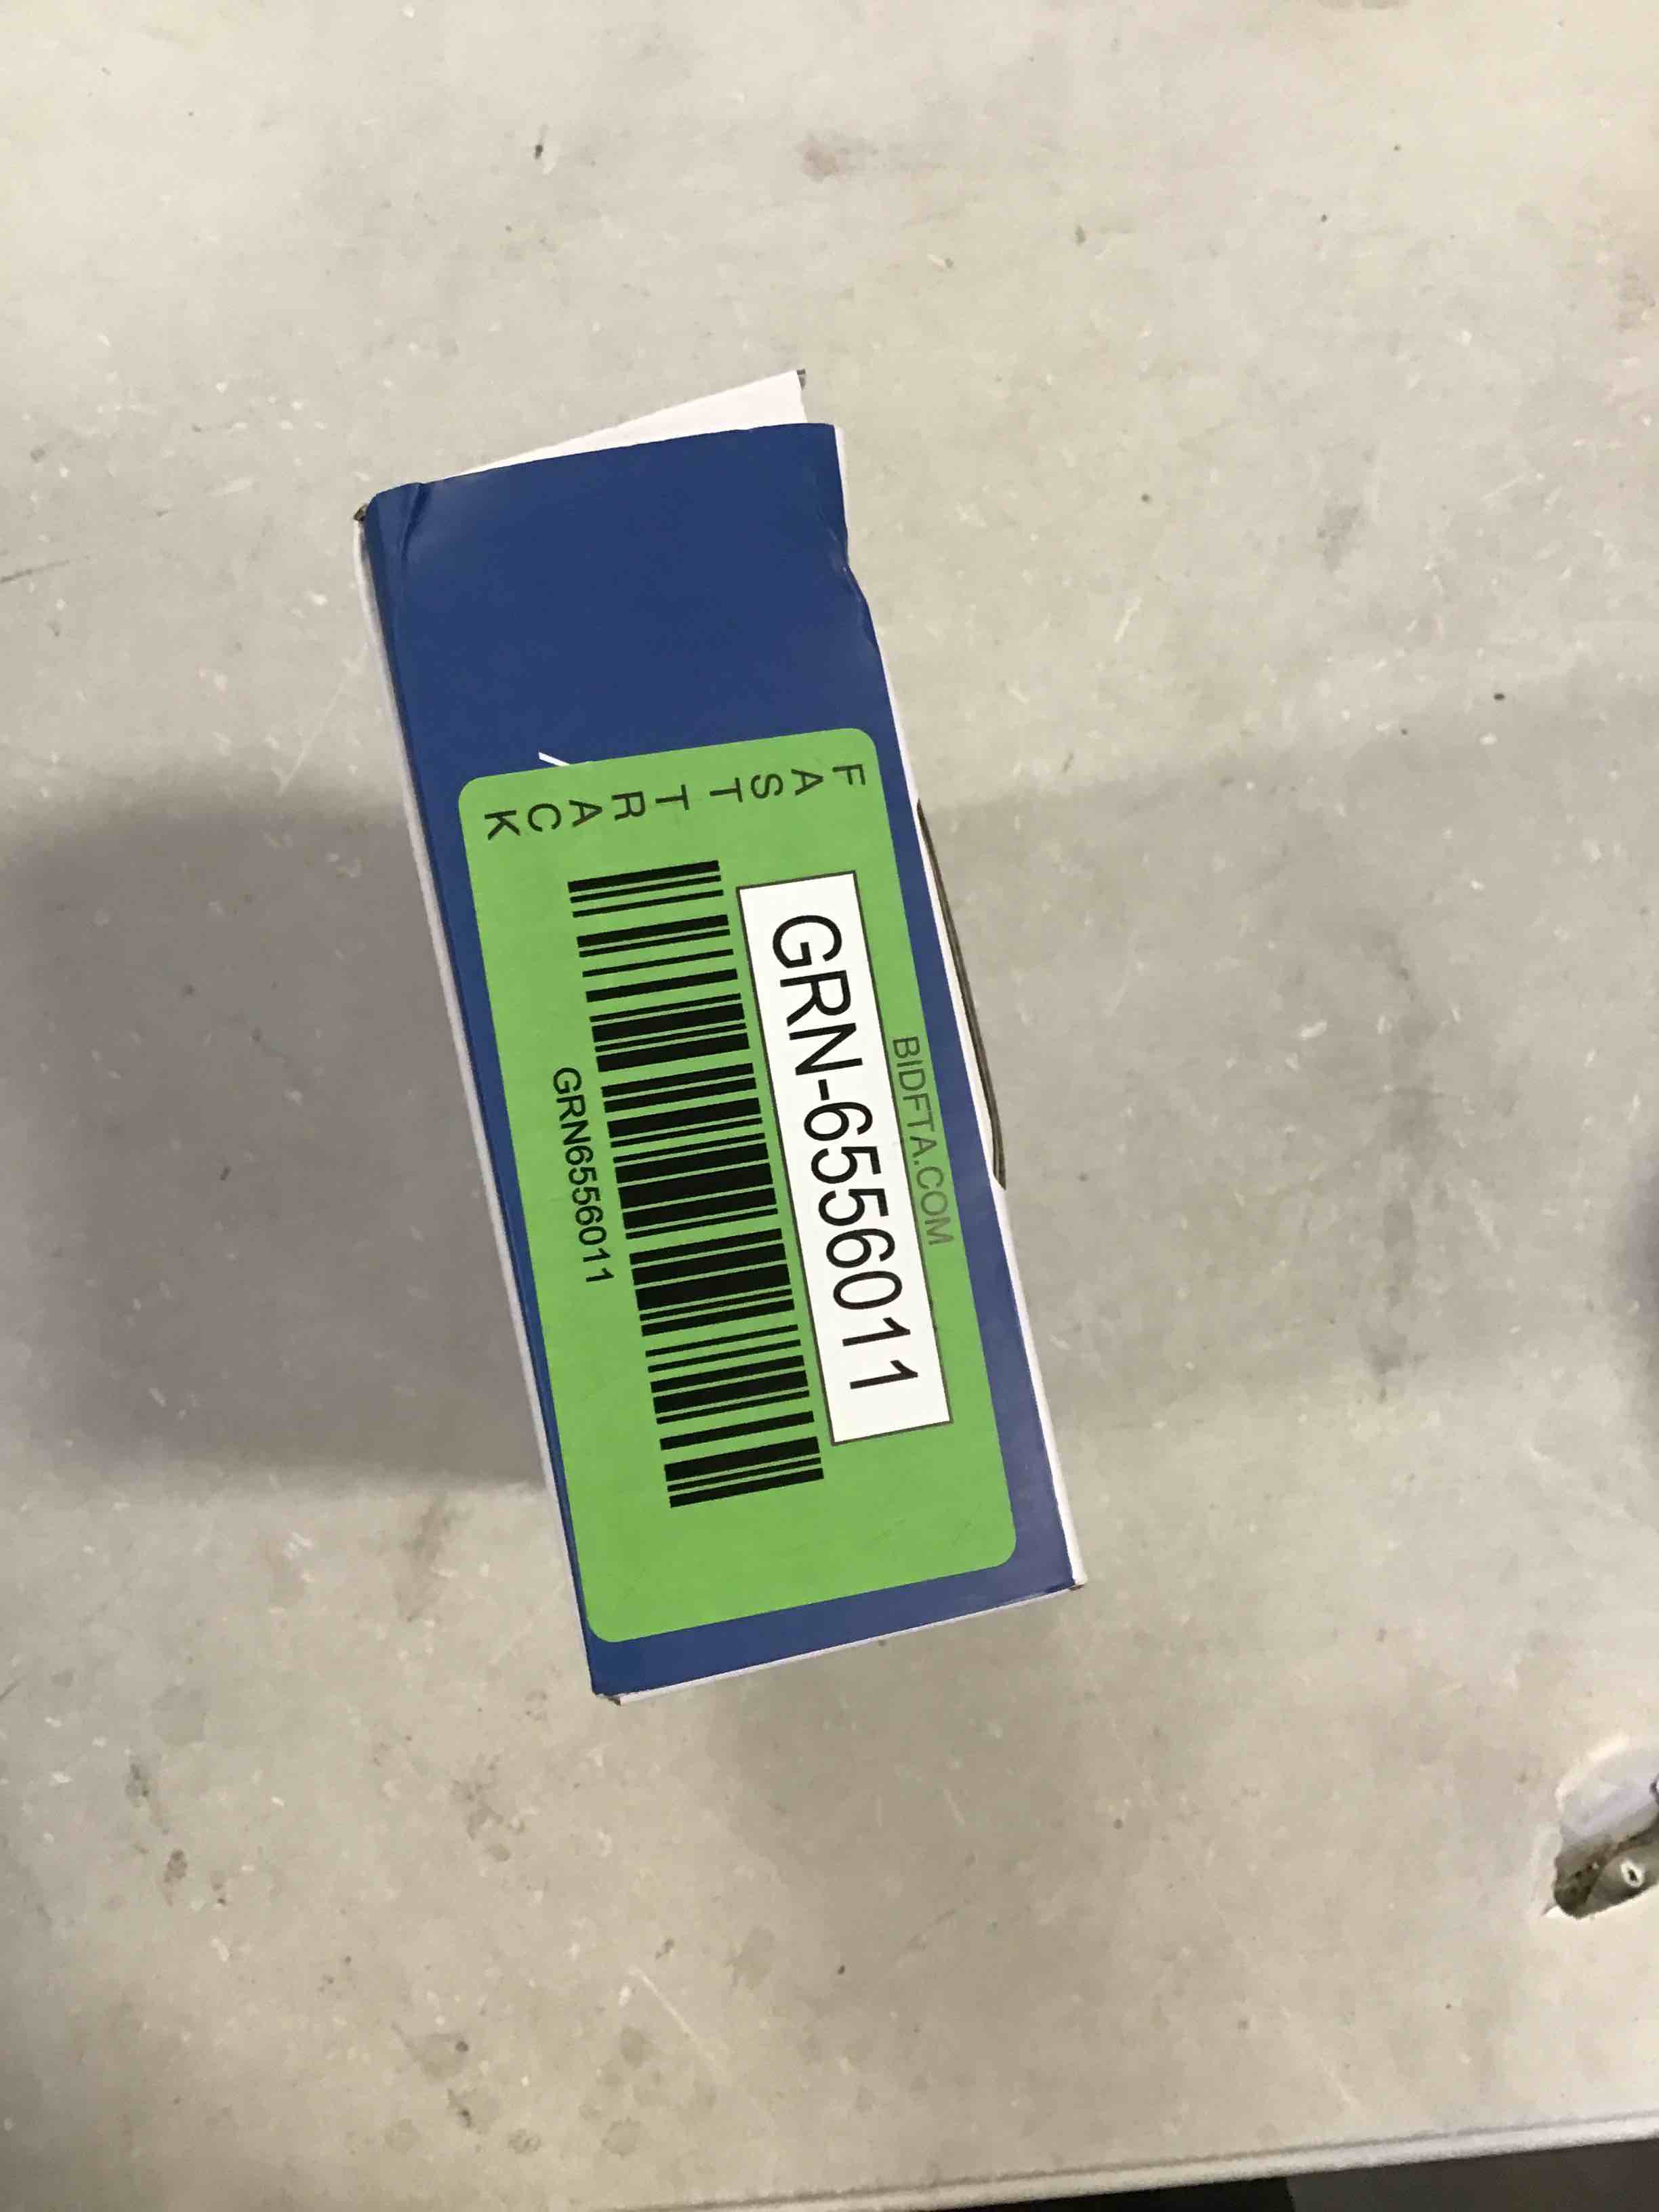 BIDFTA.COM
FAST TRACK
GRN-6556011
GRN6556011